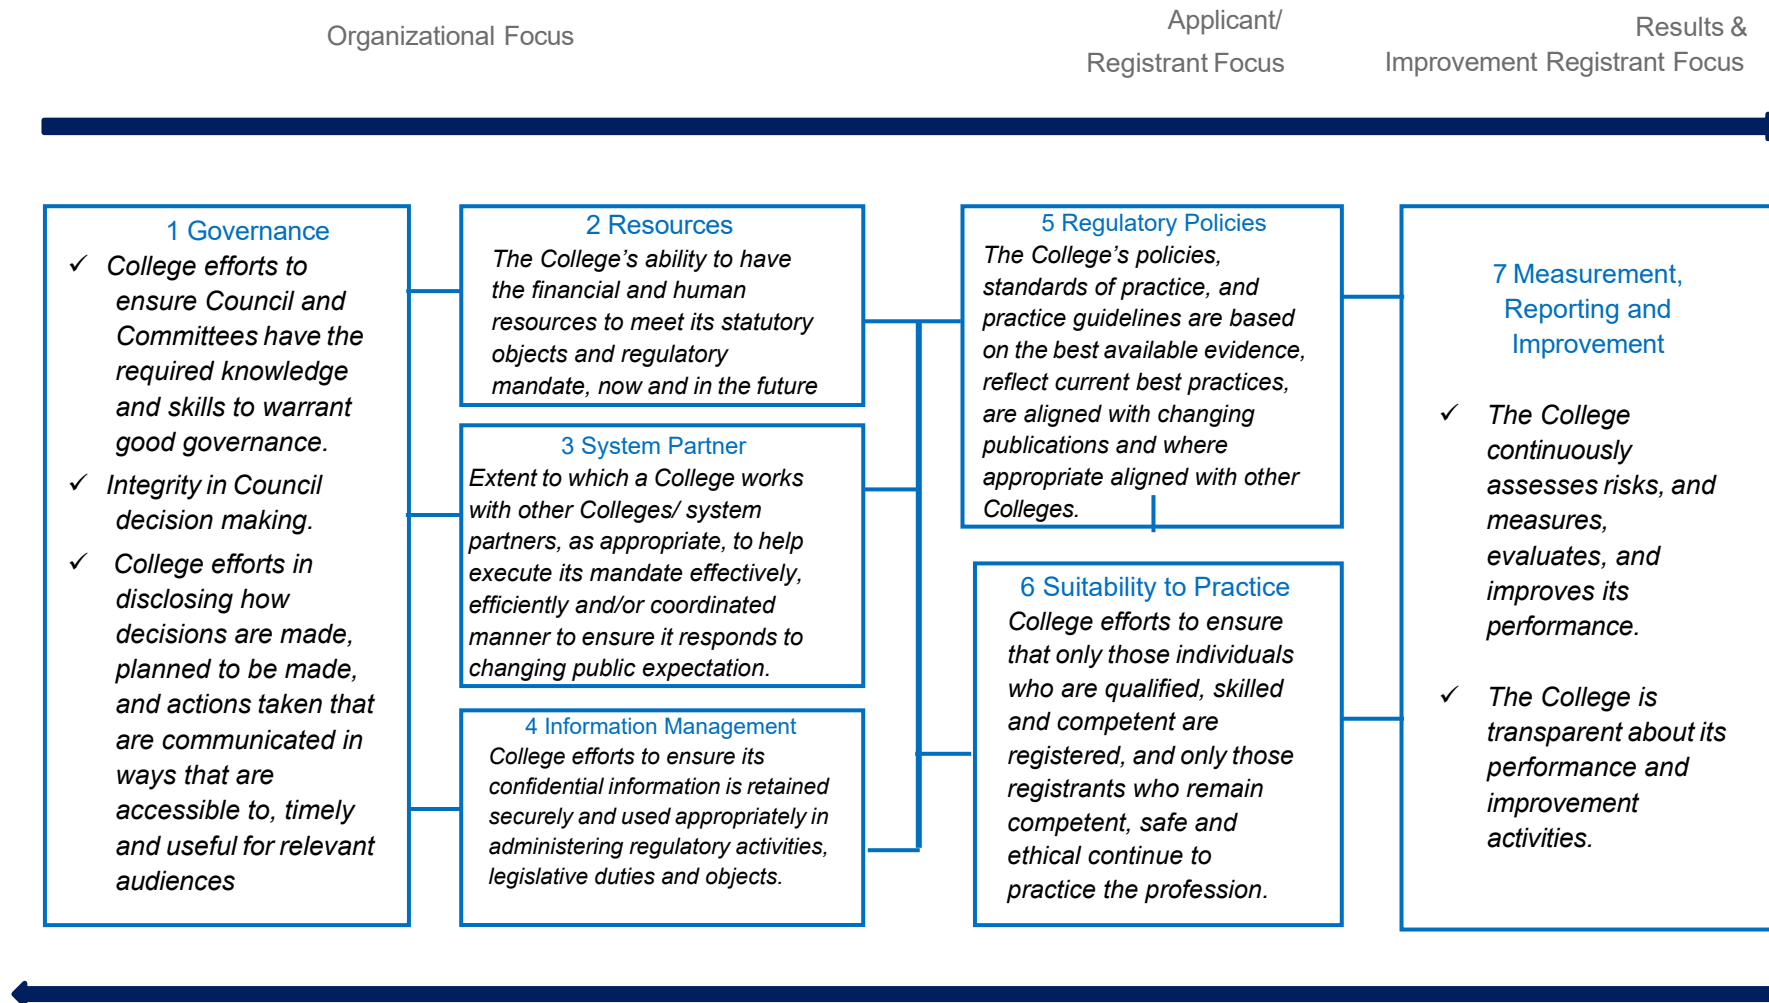 Organizational Focus
Applicant/
Registrant Focus
Results &
Improvement Registrant Focus
1 Governance
✓ College efforts to
ensure Council and
Committees have the
required knowledge
and skills to warrant
good governance.
✓ Integrity in Council
decision making.
✓ College efforts in
disclosing how
decisions are made,
planned to be made,
and actions taken that
are communicated in
ways that are
accessible to, timely
and useful for relevant
audiences
2 Resources
The College’s ability to have
the financial and human
resources to meet its statutory
objects and regulatory
mandate, now and in the future
3 System Partner
Extent to which a College works
with other Colleges/ system
partners, as appropriate, to help
execute its mandate effectively,
efficiently and/or coordinated
manner to ensure it responds to
changing public expectation.
4 Information Management
College efforts to ensure its
confidential information is retained
securely and used appropriately in
administering regulatory activities,
legislative duties and objects.
5 Regulatory Policies
The College’s policies,
standards of practice, and
practice guidelines are based
on the best available evidence,
reflect current best practices,
are aligned with changing
publications and where
appropriate aligned with other
Colleges.
6 Suitability to Practice
College efforts to ensure
that only those individuals
who are qualified, skilled
and competent are
registered, and only those
registrants who remain
competent, safe and
ethical continue to
practice the profession.
7 Measurement,
Reporting and
Improvement
✓ The College
continuously
assesses risks, and
measures,
evaluates, and
improves its
performance.
✓ The College is
transparent about its
performance and
improvement
activities.